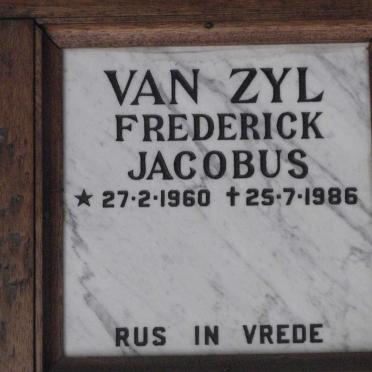 VAN ZYL
FREDERICK
JACOBUS
★ 27·2·1960 ✝ 25·7·1986
RUS IN VREDE